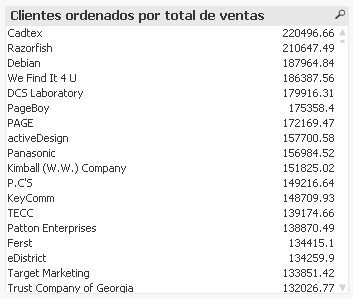 Clientes ordenados por total de ventas
Cadtex 220496.66
Razorfish 210647.49
Debian 187964.84
We Find It 4 U 186387.56
DCS Laboratory 179916.31
PageBoy 175358.4
PAGE 172169.47
activeDesign 157700.58
Panasonic 156984.52
Kimball (W.W.) Company 151825.02
P.C'S 149216.64
KeyComm 148709.93
TECC 139174.66
Patton Enterprises 138870.49
Ferst 134415.1
eDistrict 134259.9
Target Marketing 133851.42
Trust Company of Georgia 132026.77